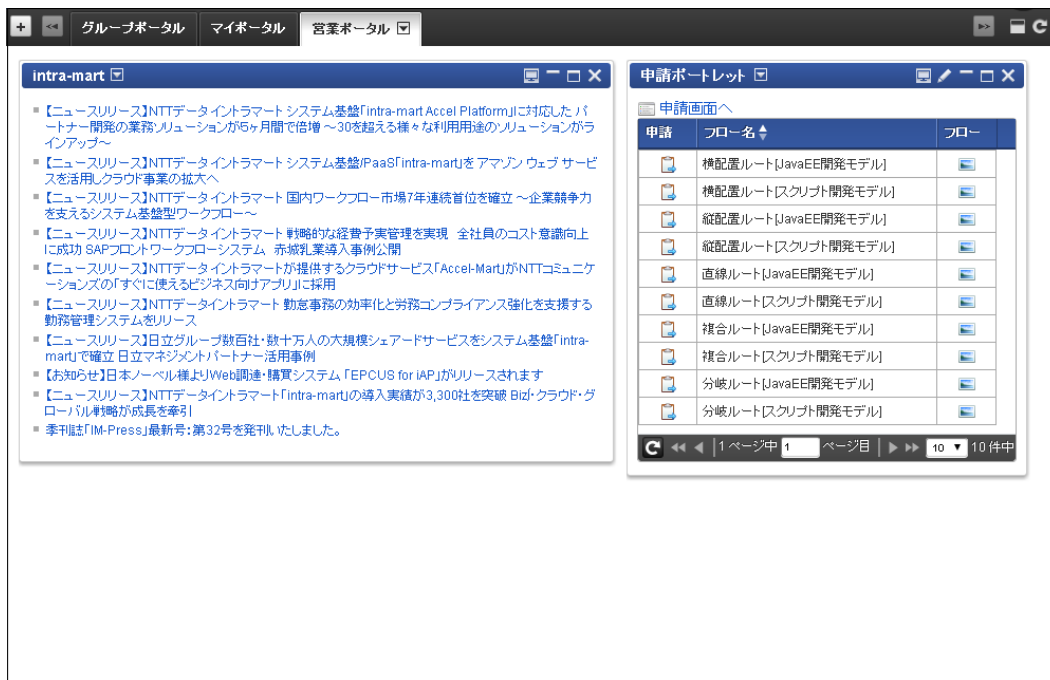 グループポータル マイポータル 営業ポータル
intra-mart
【ニュースリリース】NTTデータイントラマート システム基盤「intra-mart Accel Platform」に対応した パ
ートナー開発の業務ソリューションが5ヶ月間で倍増 ～30を超える様々な利用用途のソリューションがラ
インアップ～
【ニュースリリース】NTTデータイントラマート システム基盤/PaaS「intra-mart」を アマゾン ウェブ サービ
スを活用しクラウド事業の拡大へ
【ニュースリリース】NTTデータイントラマート 国内ワークフロー市場7年連続首位を確立 ～企業競争力
を支えるシステム基盤型ワークフロー～
【ニュースリリース】NTTデータイントラマート 戦略的な経費予実管理を実現 全社員のコスト意識向上
に成功 SAPフロントワークフローシステム 赤城乳業導入事例公開
【ニュースリリース】NTTデータイントラマートが提供するクラウドサービス「Accel-Mart」がNTTコミュニケ
ーションズの「すぐに使えるビジネス向けアプリ」に採用
【ニュースリリース】NTTデータイントラマート 勤怠事務の効率化と労務コンプライアンス強化を支援する
勤務管理システムをリリース
【ニュースリリース】日立グループ数百社・数十万人の大規模シェアードサービスをシステム基盤「intra-
mart」で確立 日立マネジメントパートナー活用事例
【お知らせ】日本ノーベル様よりWeb調達・購買システム 「EPCUS for iAP」がリリースされます
【ニュースリリース】NTTデータイントラマート「intra-mart」の導入実績が3,300社を突破 Biz∫・クラウド・グ
ローバル戦略が成長を牽引
季刊誌「IM-Press」最新号：第32号を発刊いたしました。
申請ポートレット
申請画面へ
申請 フロー名 フロー
横配置ルート[JavaEE開発モデル]
横配置ルート[スクリプト開発モデル]
縦配置ルート[JavaEE開発モデル]
縦配置ルート[スクリプト開発モデル]
直線ルート[JavaEE開発モデル]
直線ルート[スクリプト開発モデル]
複合ルート[JavaEE開発モデル]
複合ルート[スクリプト開発モデル]
分岐ルート[JavaEE開発モデル]
分岐ルート[スクリプト開発モデル]
1 ページ中 1 ページ目 10 10 件中